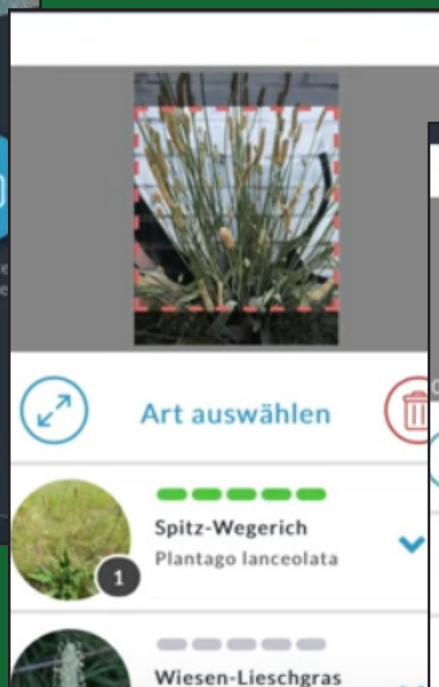 Art auswählen
Spitz-Wegerich
Plantago lanceolata
1
Wiesen-Lieschgras